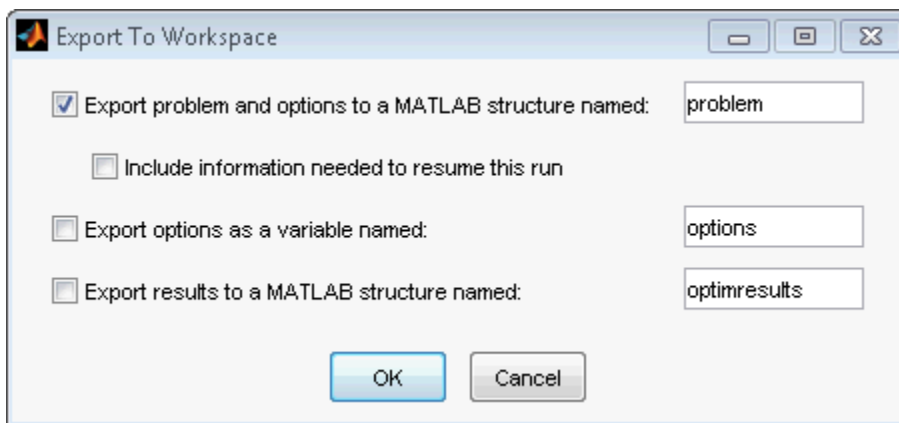 Export To Workspace
Export problem and options to a MATLAB structure named: problem
Include information needed to resume this run
Export options as a variable named: options
Export results to a MATLAB structure named: optimresults
OK Cancel